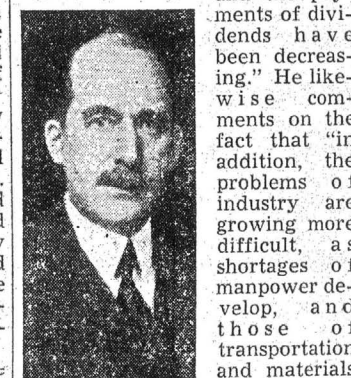 ments of divi-
dends have
been decreas-
ing." He like-
wise com-
ments on the
fact that "in
addition, the
problems of
industry are
growing more
difficult, as
shortages of
manpower de-
velop, and
those of
transportation
and materials